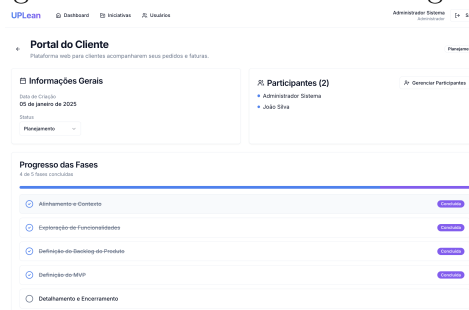 UPLean Dashboard Iniciativas Usuários Administrador Sistema
Administrador
Portal do Cliente
Plataforma web para clientes acompanharem seus pedidos e faturas.
Informações Gerais
Data de Criação
05 de janeiro de 2025
Status
Planejamento
Participantes (2)
Gerenciar Participantes
Administrador Sistema
João Silva
Progresso das Fases
4 de 5 fases concluídas
Alinhamento e Contexto Concluída
Exploração de Funcionalidades Concluída
Definição do Backlog do Produto Concluída
Definição do MVP Concluída
Detalhamento e Encerramento